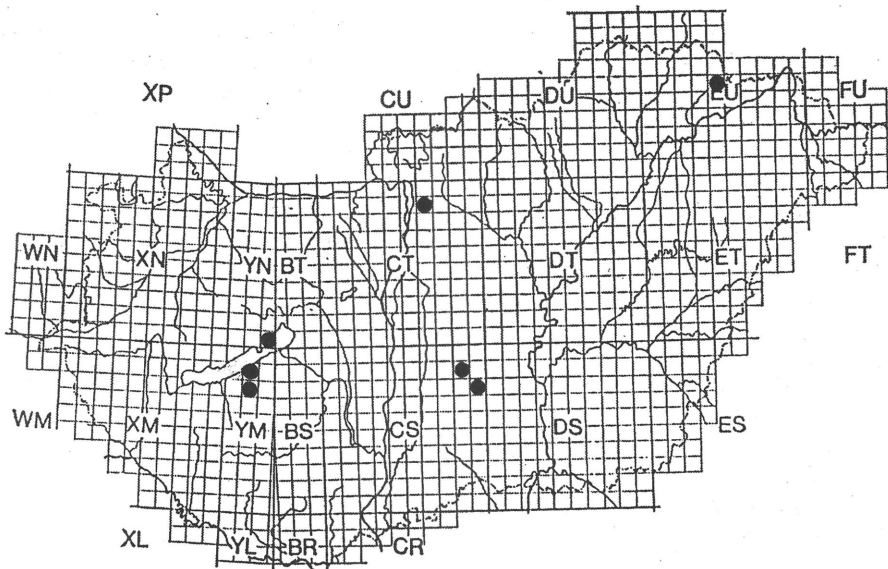 XP CU DU EU FU
WN XN YN BT CT DT ET FT
WM XM YM BS CS DS ES
XL YL BR CR